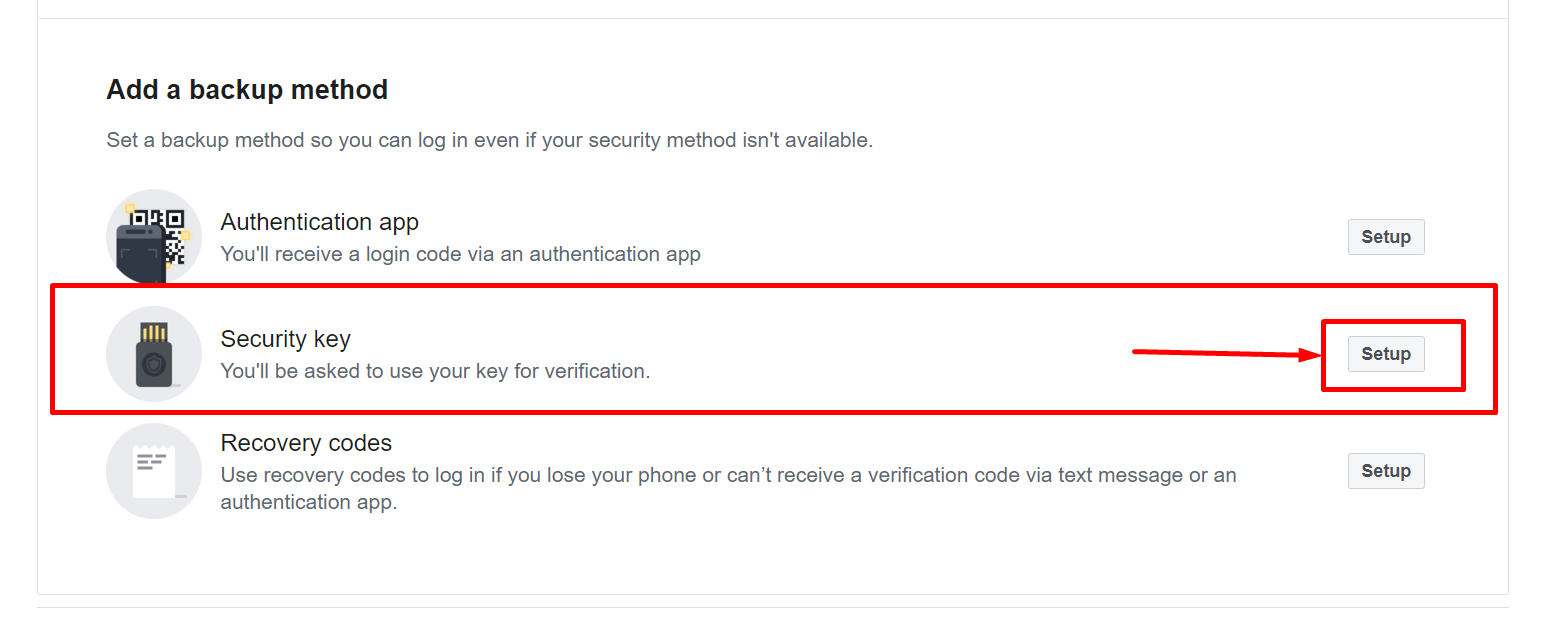 Add a backup method
Set a backup method so you can log in even if your security method isn't available.
Authentication app
You'll receive a login code via an authentication app
Setup
Security key
You'll be asked to use your key for verification.
Setup
Recovery codes
Use recovery codes to log in if you lose your phone or can’t receive a verification code via text message or an
authentication app.
Setup